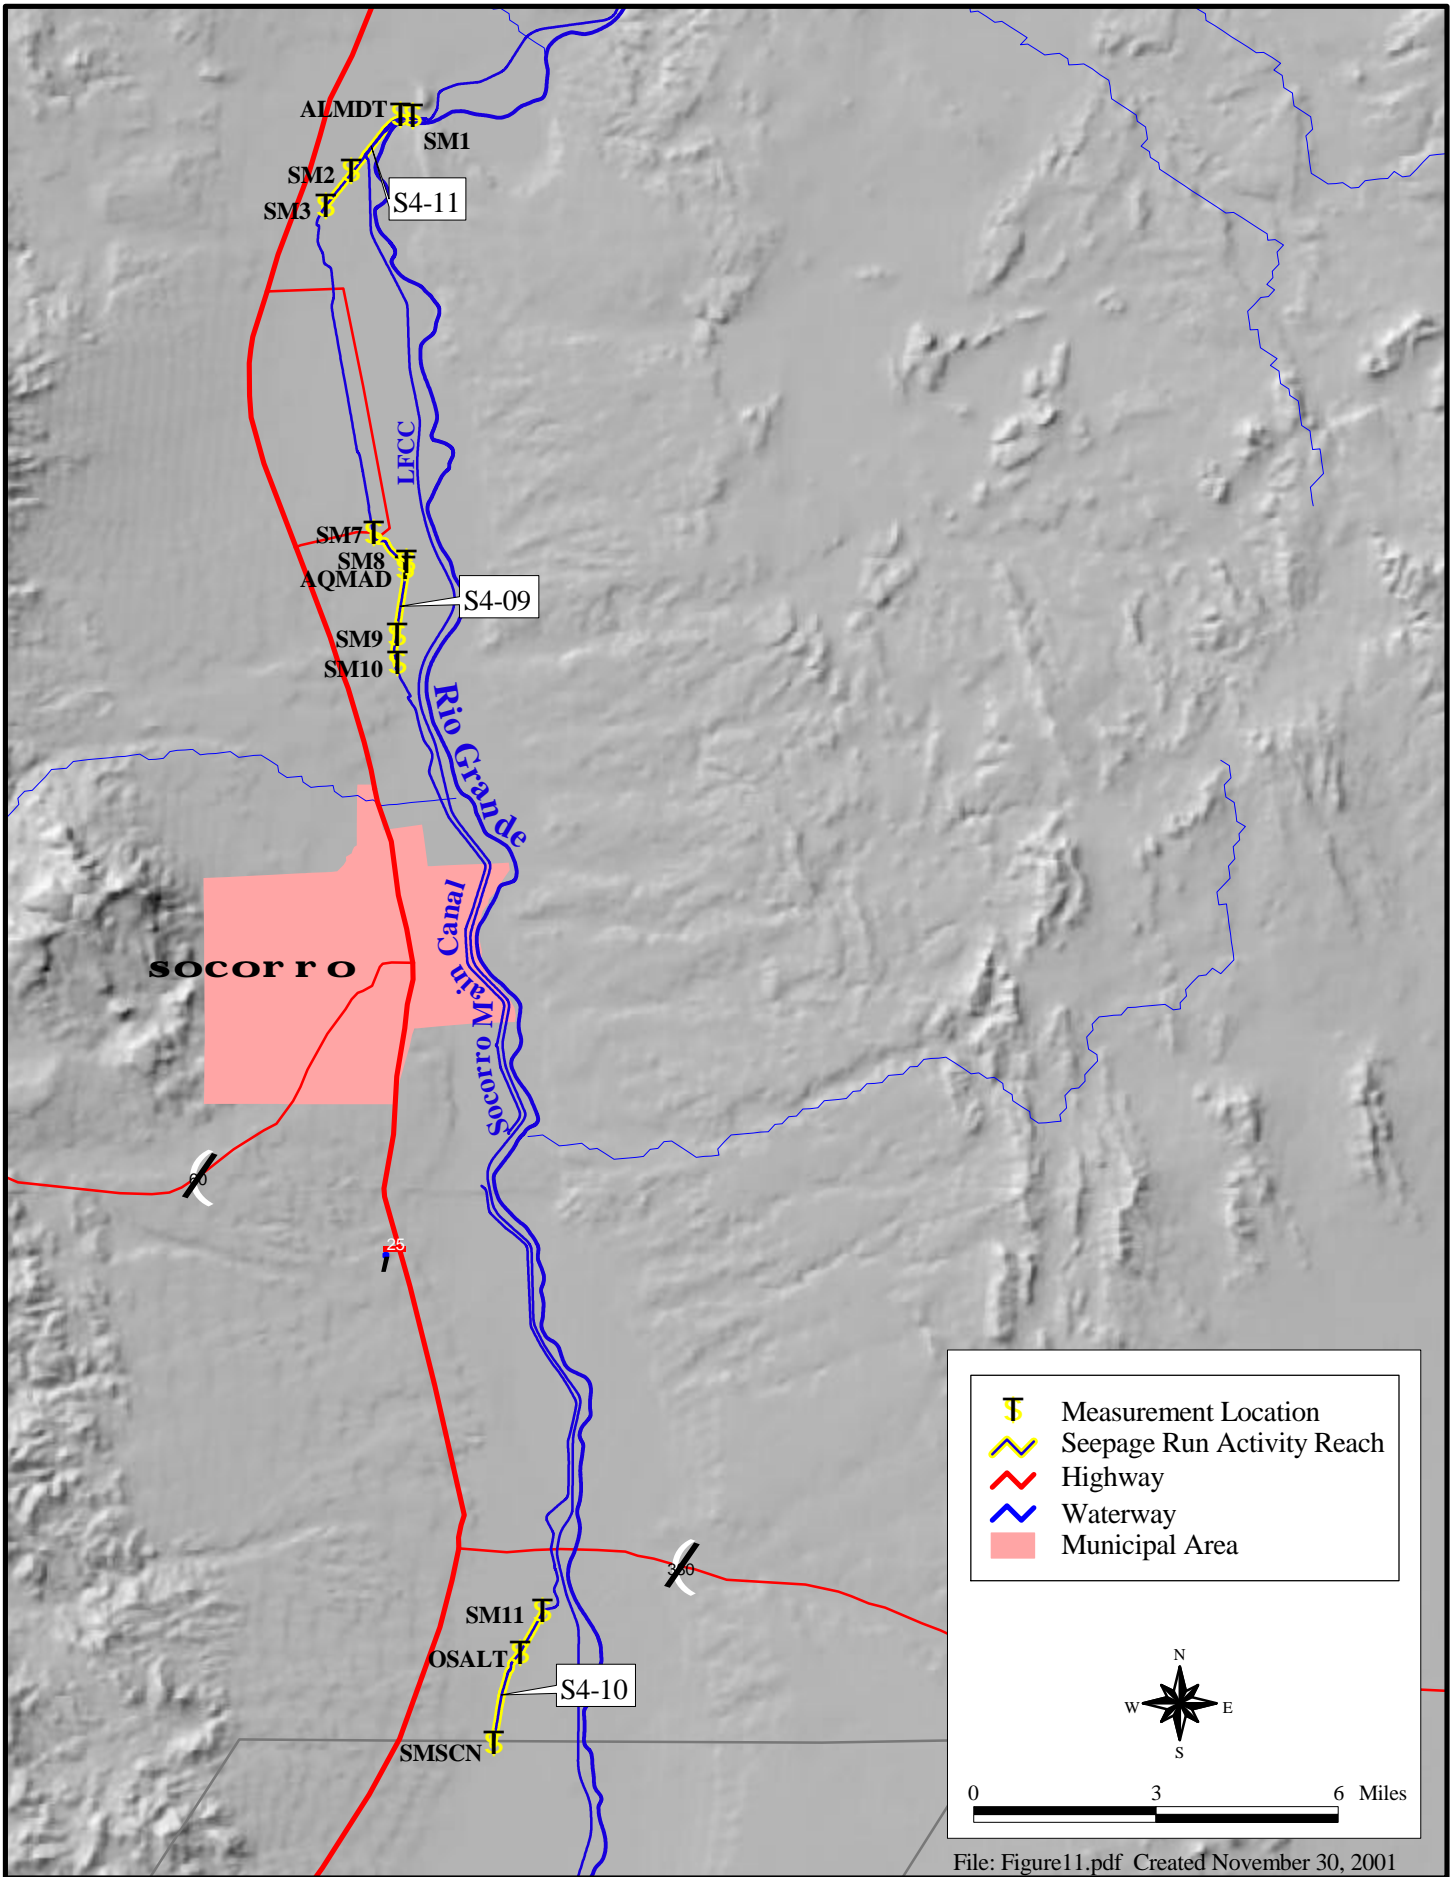 ALMDT
SM1
SM2
S4-11
SM3
LFCC
SM7
SM8
AQMAD
S4-09
SM9
SM10
Rio Grande
Socorro Main Canal
socorro
60
25
380
SM11
OSALT
S4-10
SMSCN
Measurement Location
Seepage Run Activity Reach
Highway
Waterway
Municipal Area
N
W E
S
0 3 6 Miles
File: Figure11.pdf Created November 30, 2001